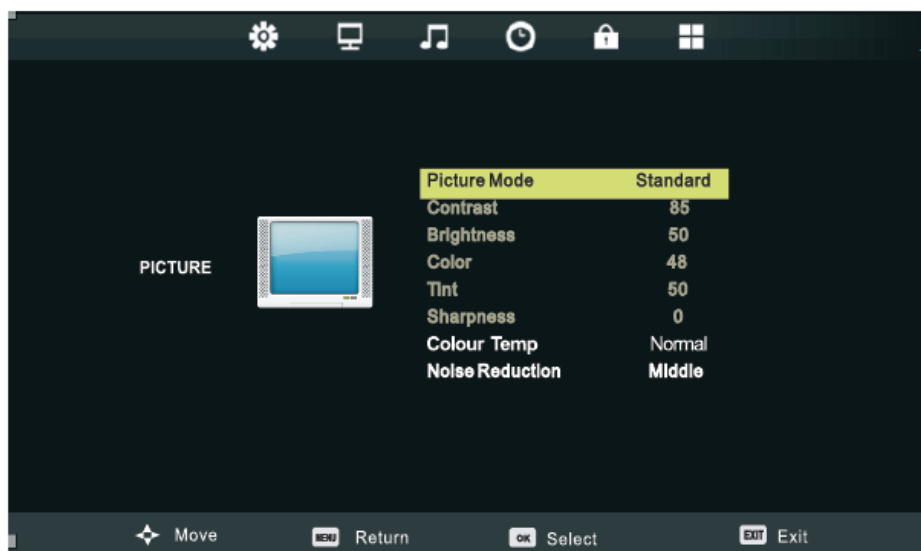 Picture Mode Standard
Contrast 85
Brightness 50
Color 48
PICTURE
Tint 50
Sharpness 0
Colour Temp Normal
Noise Reduction Middle
Move MENU Return OK Select EXIT Exit